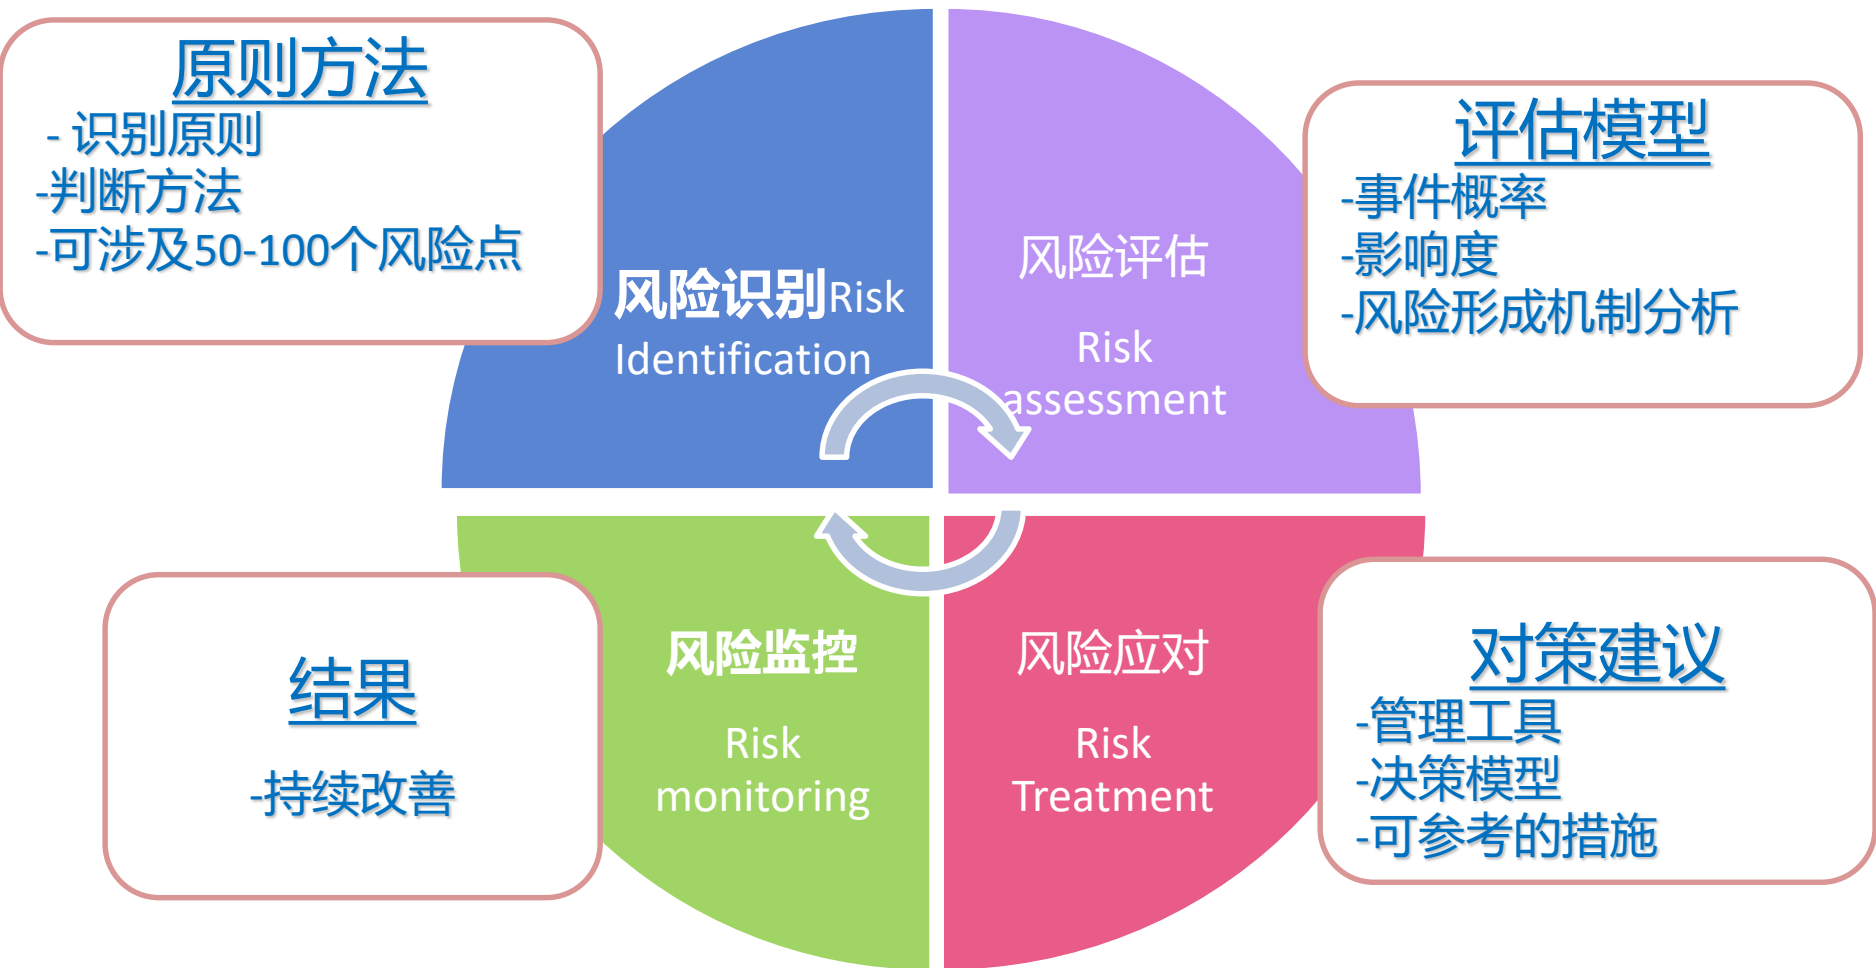 原则方法
- 识别原则
-判断方法
-可涉及50-100个风险点
风险识别Risk
Identification
风险评估
Risk
assessment
评估模型
-事件概率
-影响度
-风险形成机制分析
结果
-持续改善
风险监控
Risk
monitoring
风险应对
Risk
Treatment
对策建议
-管理工具
-决策模型
-可参考的措施